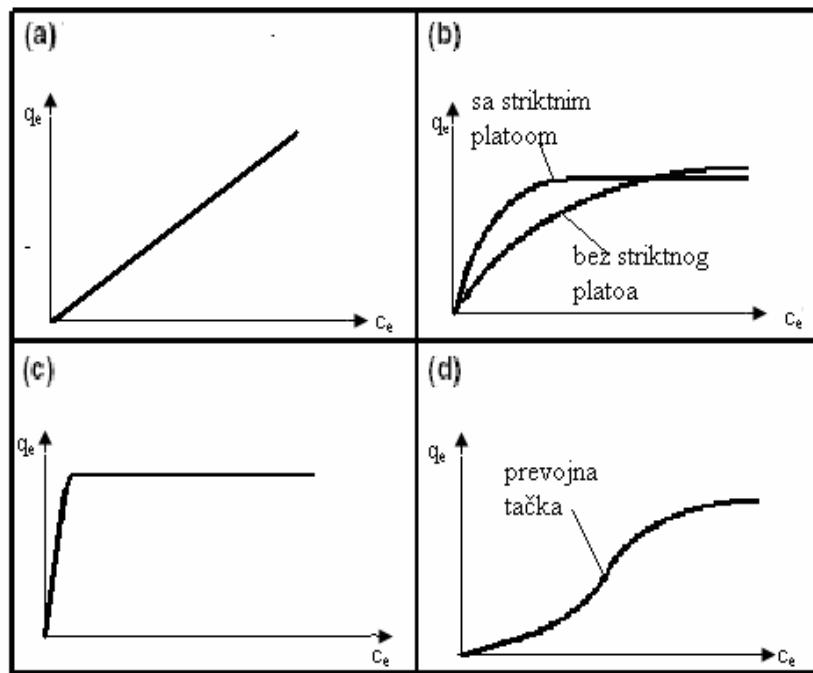 (a)
qₑ
cₑ
(b)
qₑ
sa striktnim
platoom
bez striktnog
platoa
cₑ
(c)
qₑ
cₑ
(d)
qₑ
prevojna
tačka
cₑ